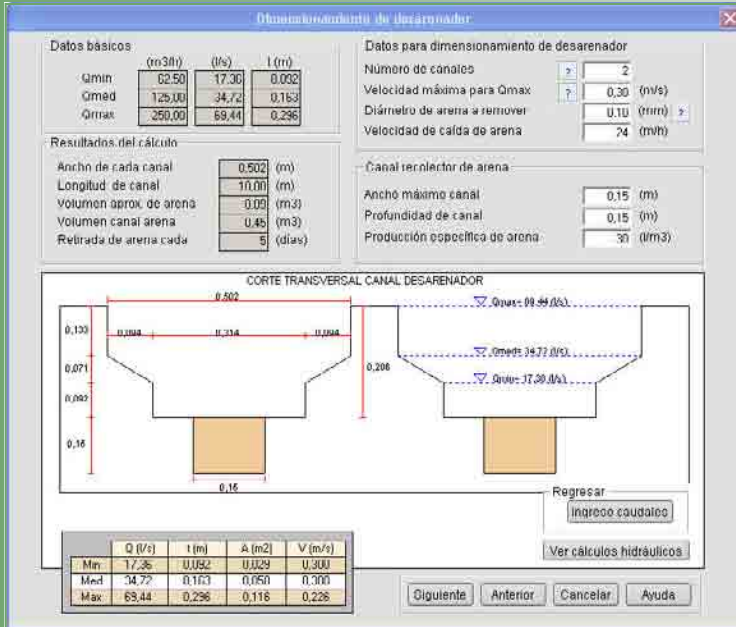 Dimensionamiento de desarenador
Datos básicos
(m3/h) (l/s) t (m)
Qmin 62.50 17.36 0.092
Qmed 125,00 34,72 0,163
Qmax 250,00 69,44 0,296
Resultados del cálculo
Ancho de cada canal 0,502 (m)
Longitud de canal 10,00 (m)
Volumen aprox. de arena 0.09 (m3)
Volumen canal arena 0,45 (m3)
Retirada de arena cada 5 (días)
Datos para dimensionamiento de desarenador
Número de canales ? 2
Velocidad máxima para Qmax ? 0,30 (m/s)
Diámetro de arena a remover 0.10 (mm) ?
Velocidad de caída de arena 24 (m/h)
Canal recolector de arena
Ancho máximo canal 0,15 (m)
Profundidad de canal 0,15 (m)
Producción específica de arena 30 (l/m3)
CORTE TRANSVERSAL CANAL DESARENADOR
0,502
0,133
0,094 0,314 0,094
0,071
0,092
0,15
0,15
Qmax= 69.44 (l/s)
Qmed= 34.72 (l/s)
Qmin= 17,36 (l/s)
Regresar
Ingreso caudales
Ver cálculos hidráulicos
Q (l/s) t (m) A (m2) V (m/s)
Min 17,36 0,092 0,029 0,300
Med 34,72 0,163 0,058 0,300
Max 69,44 0,296 0,116 0,226
Siguiente Anterior Cancelar Ayuda